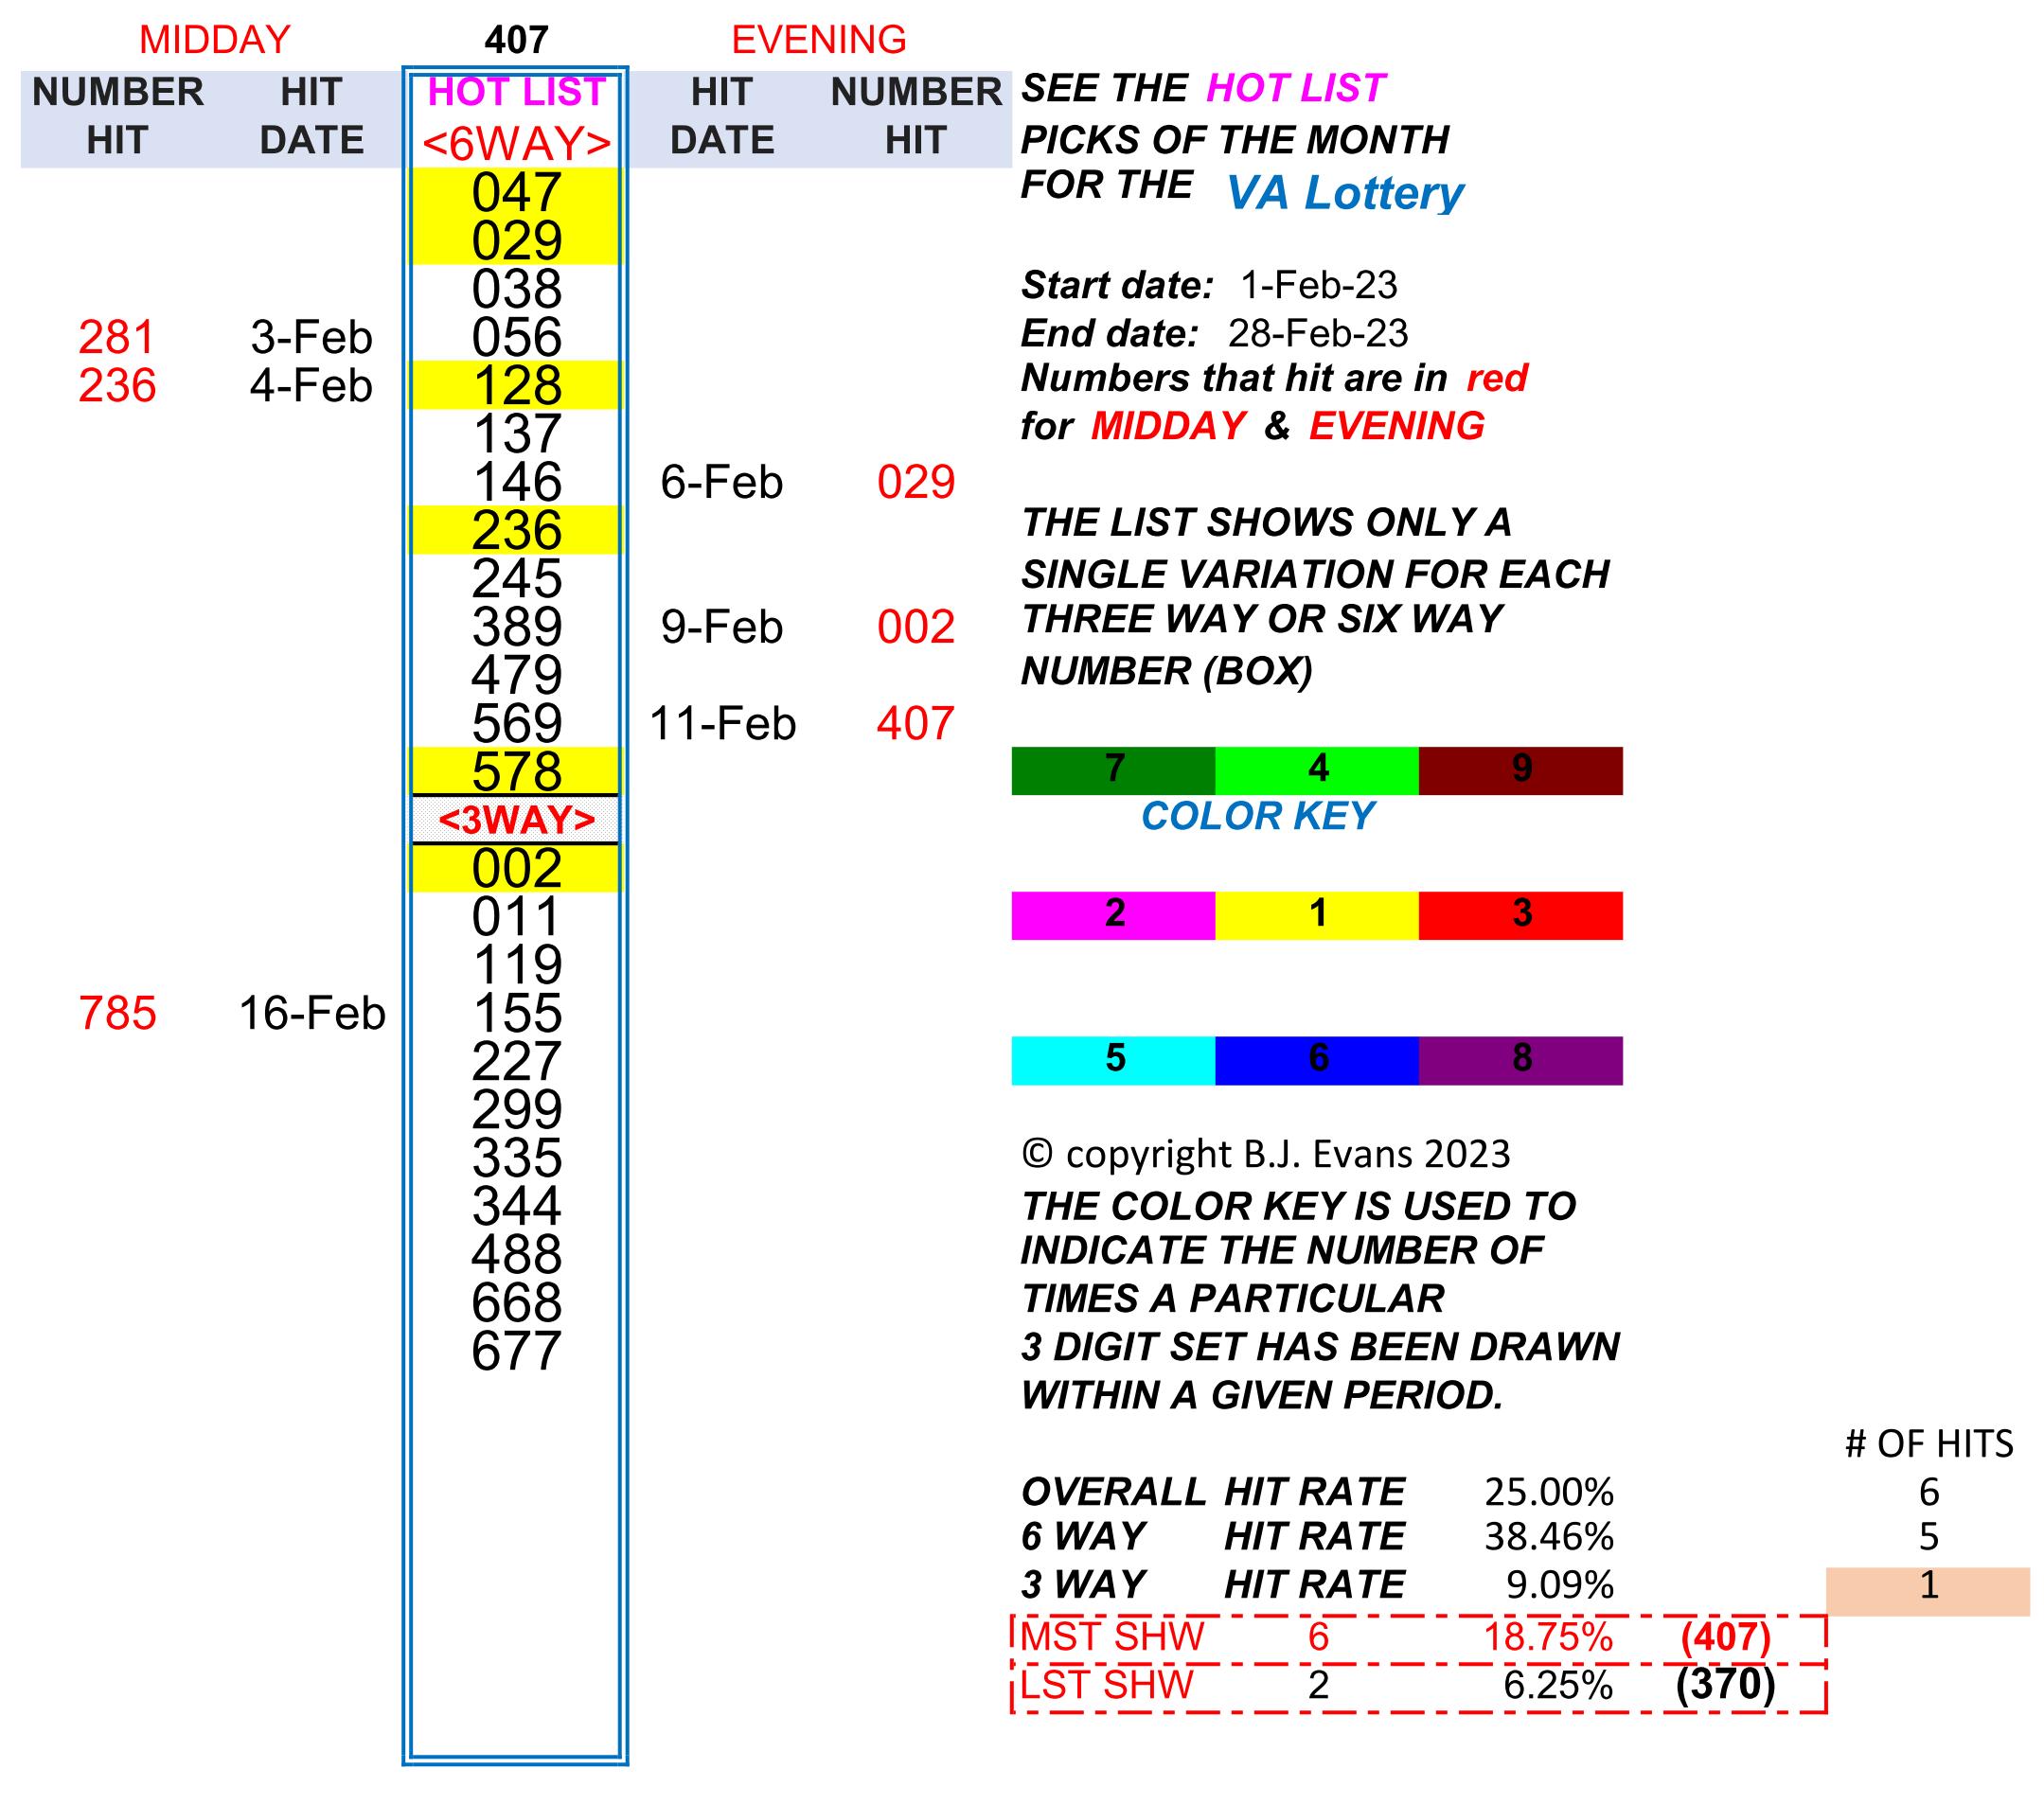 MIDDAY 407 EVENING
NUMBER HIT HOT LIST HIT NUMBER SEE THE HOT LIST
HIT DATE <6WAY> DATE HIT PICKS OF THE MONTH
047 FOR THE VA Lottery
029
038 Start date: 1-Feb-23
281 3-Feb 056 End date: 28-Feb-23
236 4-Feb 128 Numbers that hit are in red
137 for MIDDAY & EVENING
146 6-Feb 029
236 THE LIST SHOWS ONLY A
245 SINGLE VARIATION FOR EACH
389 9-Feb 002 THREE WAY OR SIX WAY
479 NUMBER (BOX)
569 11-Feb 407
578 7 4 9
<3WAY> COLOR KEY
002
011 2 1 3
119
785 16-Feb 155
227 5 6 8
299
335 © copyright B.J. Evans 2023
344 THE COLOR KEY IS USED TO
488 INDICATE THE NUMBER OF
668 TIMES A PARTICULAR
677 3 DIGIT SET HAS BEEN DRAWN
WITHIN A GIVEN PERIOD.
# OF HITS
OVERALL HIT RATE 25.00% 6
6 WAY HIT RATE 38.46% 5
3 WAY HIT RATE 9.09% 1
MST SHW 6 18.75% (407)
LST SHW 2 6.25% (370)